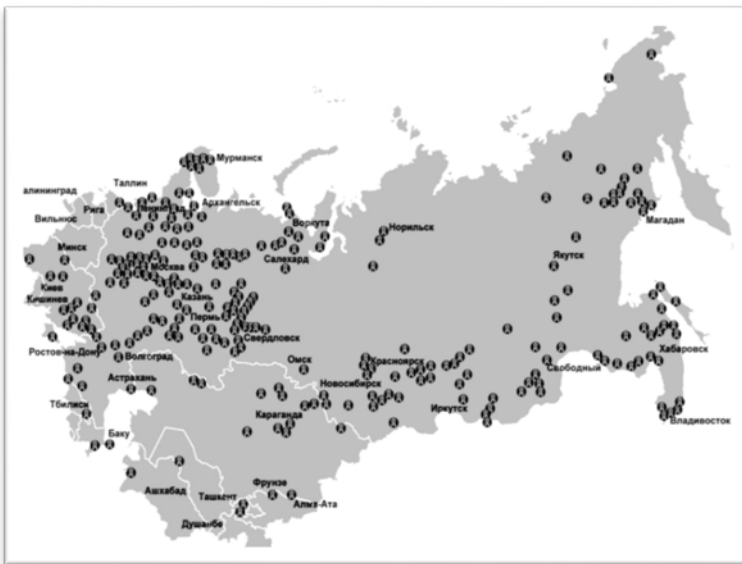 Мурманск
Таллин
алининград
Архангельск
Ленинград
Рига
Вильнюс
Воркута
Норильск
Магадан
Минск
Салехард
Якутск
Москва
Киев
Казань
Кишинев
Пермь
Свердловск
Ростов-на-Дону
Волгоград
Омск
Красноярск
Хабаровск
Свободный
Новосибирск
Астрахань
Иркутск
Тбилиси
Караганда
Владивосток
Баку
Фрунзе
Ашхабад
Ташкент
Алма-Ата
Душанбе